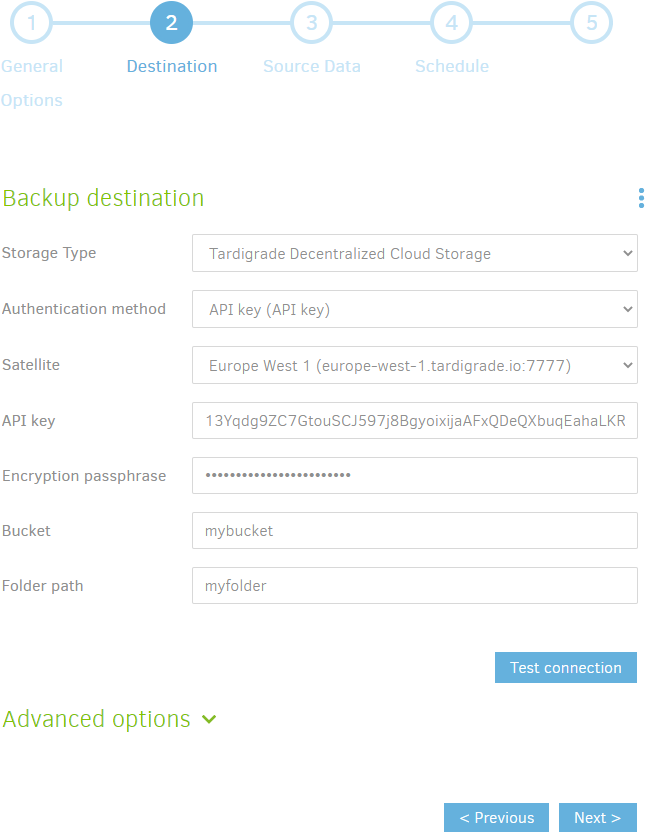 1 2 3 4 5
General Destination Source Data Schedule
Options
Backup destination
Storage Type Tardigrade Decentralized Cloud Storage
Authentication method API key (API key)
Satellite Europe West 1 (europe-west-1.tardigrade.io:7777)
API key 13Yqdg9ZC7GtouSCJ597j8BgyoixijaAFxQDeQXbuqEahaLKR
Encryption passphrase ••••••••••••••••••••••••
Bucket mybucket
Folder path myfolder
Test connection
Advanced options
< Previous Next >